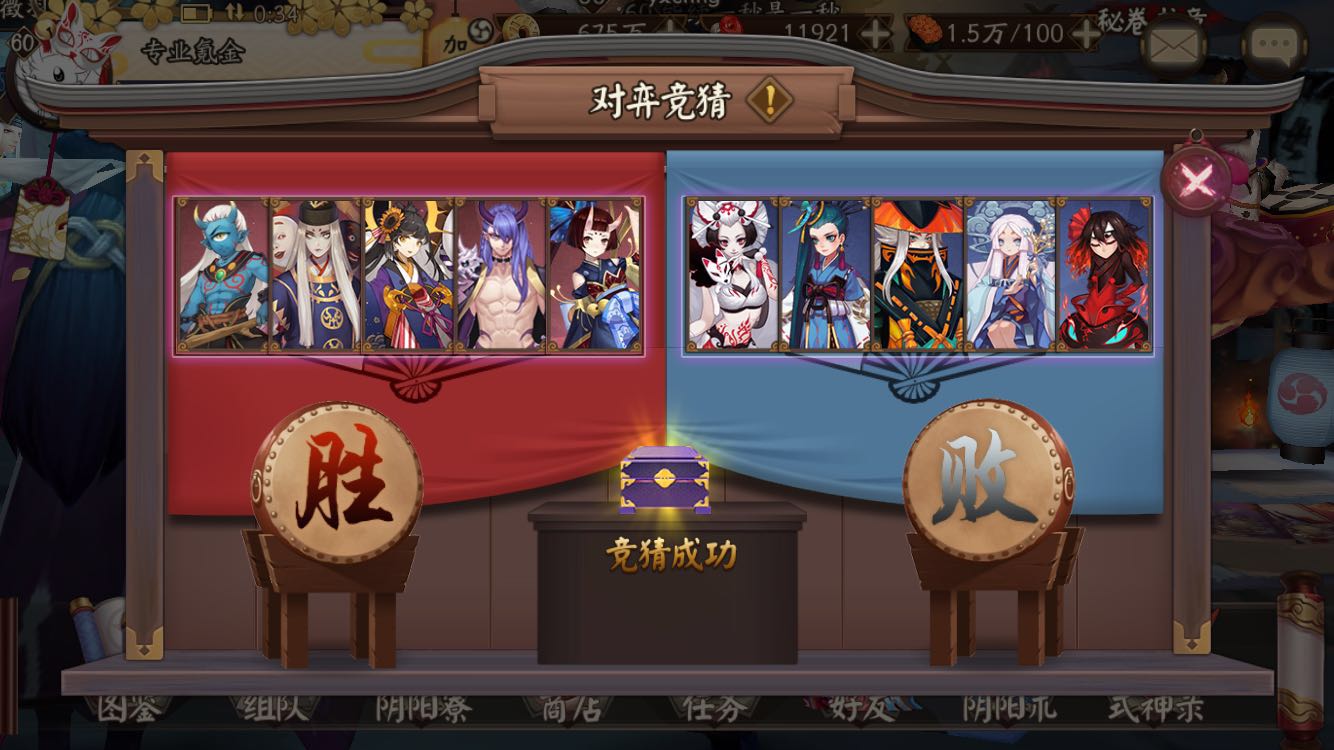 0:34
60
专业氪金
加
675万
11921
1.5万/100
对弈竞猜
胜
败
竞猜成功
图鉴
组队
阴阳寮
商店
任务
好友
阴阳术
式神录